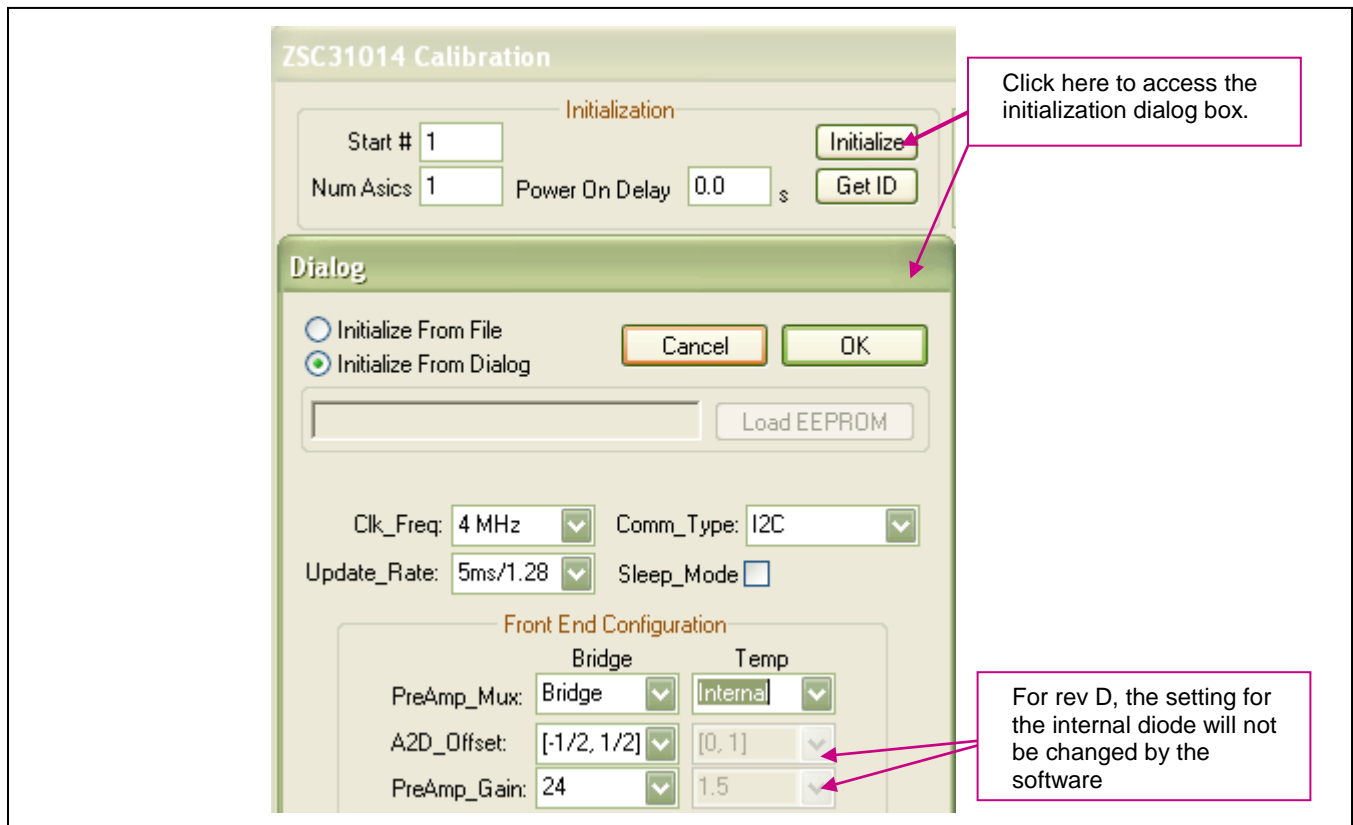 ZSC31014 Calibration
Click here to access the
initialization dialog box.
Initialization
Start # 1
Initialize
Num Asics 1 Power On Delay 0.0 s Get ID
Dialog
Initialize From File
Initialize From Dialog
Cancel OK
Load EEPROM
Clk_Freq: 4 MHz Comm_Type: I2C
Update_Rate: 5ms/1.28 Sleep_Mode
Front End Configuration
Bridge Temp
PreAmp_Mux: Bridge Internal
A2D_Offset: [-1/2, 1/2] [0, 1]
PreAmp_Gain: 24 1.5
For rev D, the setting for
the internal diode will not
be changed by the
software